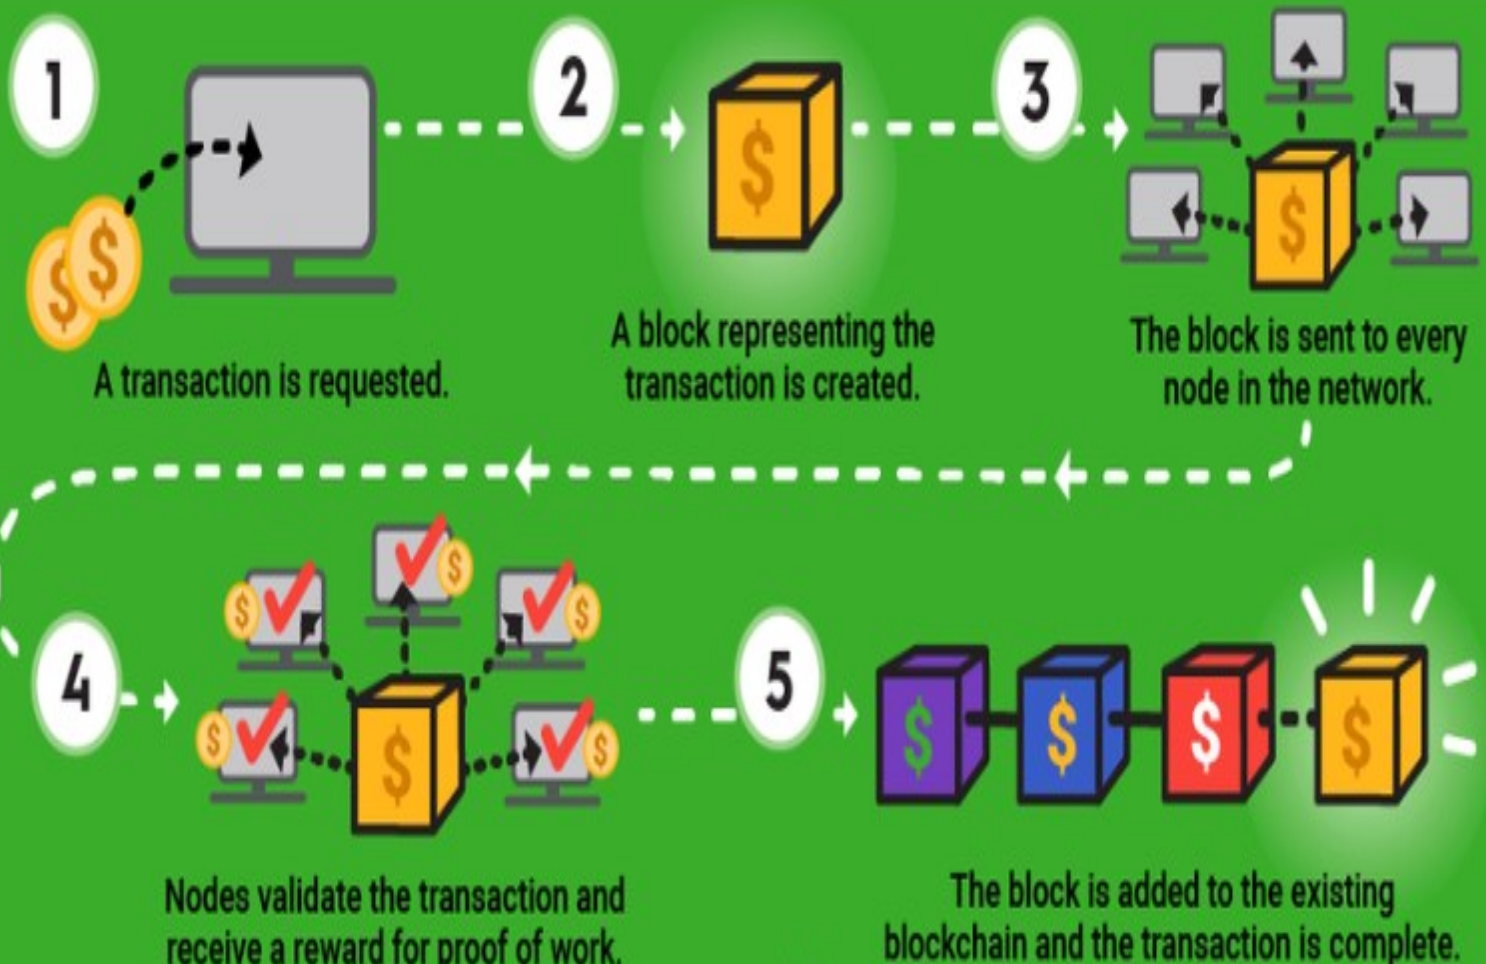 1
2
3
A transaction is requested.
A block representing the
transaction is created.
The block is sent to every
node in the network.
4
5
Nodes validate the transaction and
receive a reward for proof of work.
The block is added to the existing
blockchain and the transaction is complete.
$
$
$
$
$
$
$
$
$
$
$
$
$
$